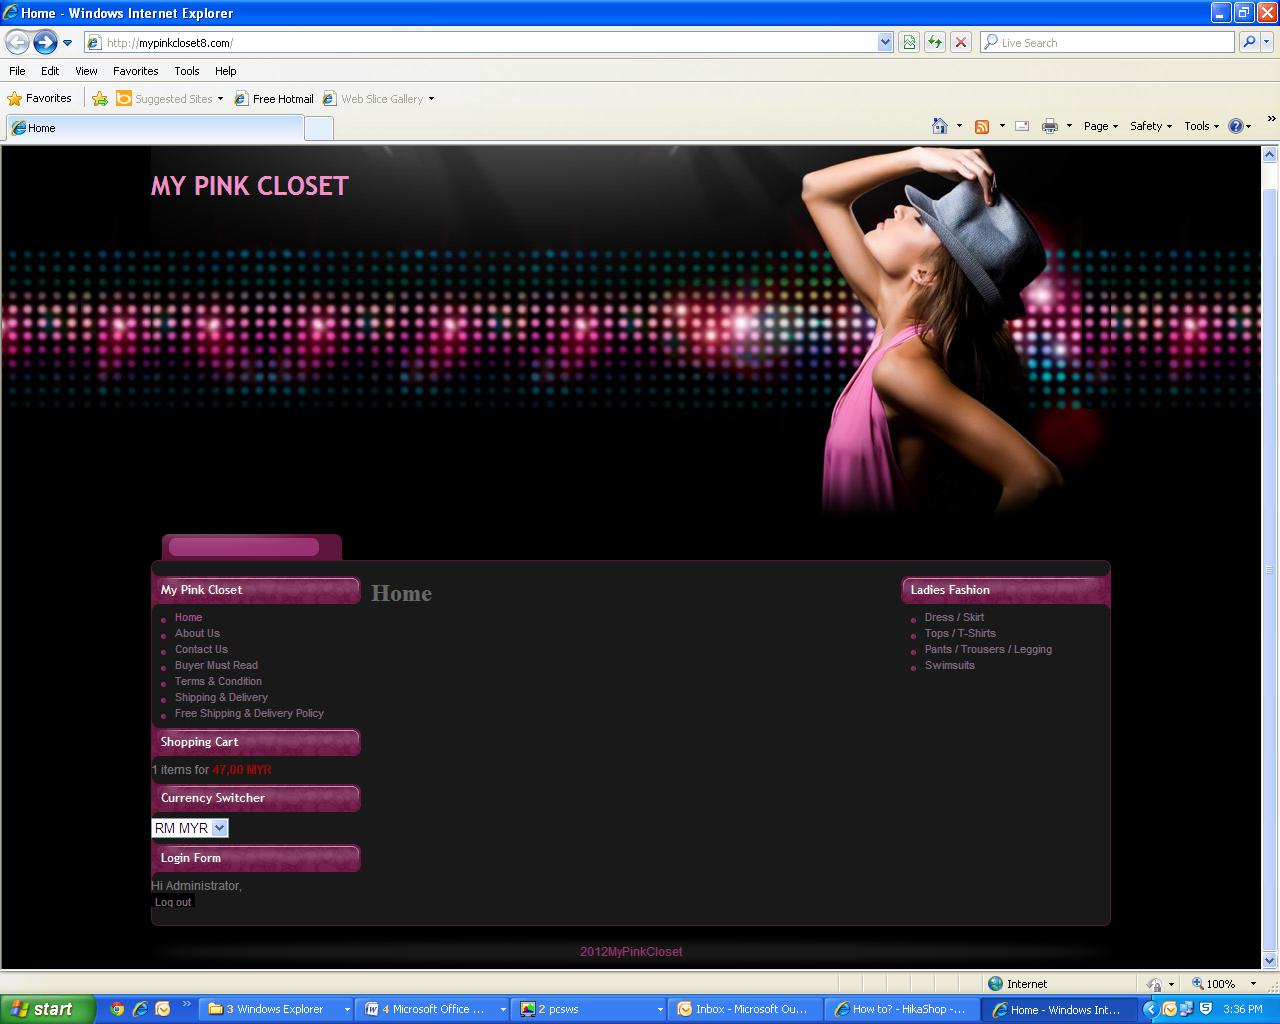 Home - Windows Internet Explorer
http://mypinkcloset8.com/
Live Search
File Edit View Favorites Tools Help
Favorites Suggested Sites Free Hotmail Web Slice Gallery
Home
Page Safety Tools
MY PINK CLOSET
My Pink Closet
Home
About Us
Contact Us
Buyer Must Read
Terms & Condition
Shipping & Delivery
Free Shipping & Delivery Policy
Shopping Cart
1 items for 47,00 MYR
Currency Switcher
RM MYR
Login Form
Hi Administrator,
Log out
Home
Ladies Fashion
Dress / Skirt
Tops / T-Shirts
Pants / Trousers / Legging
Swimsuits
2012MyPinkCloset
Internet 100%
start 3 Windows Explorer 4 Microsoft Office ... 2 pcsws Inbox - Microsoft Ou... How to? - HikaShop -... Home - Windows Int... 3:36 PM